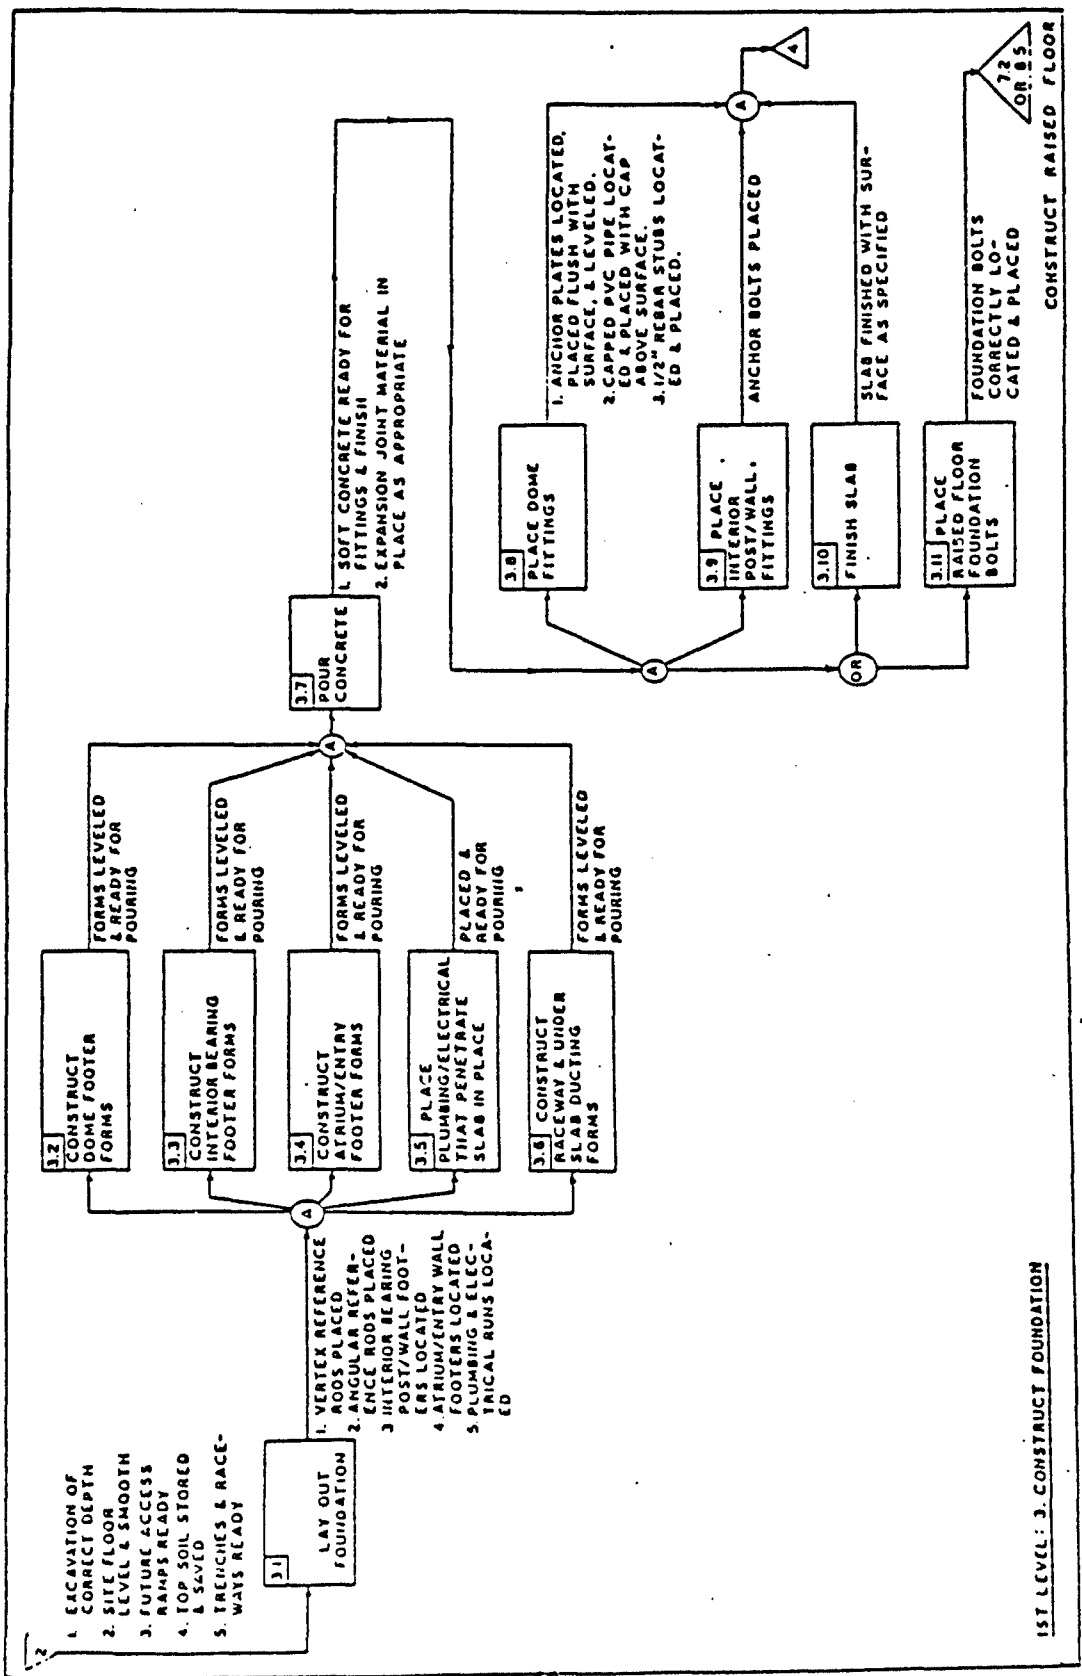 2
1. EXCAVATION OF
CORRECT DEPTH
2. SITE FLOOR
LEVEL & SMOOTH
3. FUTURE ACCESS
RAMPS READY
4. TOP SOIL STORED
& SAVED
5. TRENCHES & RACE-
WAYS READY
3.1
LAY OUT
FOUNDATION
1. VERTEX REFERENCE
RODS PLACED
2. ANGULAR REFER-
ENCE RODS PLACED
3 INTERIOR BEARING
POST/WALL FOOT-
ERS LOCATED
4. ATRIUM/ENTRY WALL
FOOTERS LOCATED
5. PLUMBING & ELEC-
TRICAL RUNS LOCA-
ED
A
3.2
CONSTRUCT
DOME FOOTER
FORMS
FORMS LEVELED
& READY FOR
POURING
3.3
CONSTRUCT
INTERIOR BEARING
FOOTER FORMS
FORMS LEVELED
& READY FOR
POURING
3.4
CONSTRUCT
ATRIUM/ENTRY
FOOTER FORMS
FORMS LEVELED
& READY FOR
POURING
3.5 PLACE
PLUMBING/ELECTRICAL
THAT PENETRATE
SLAB IN PLACE
PLACED &
READY FOR
POURING
3.6 CONSTRUCT
RACEWAY & UNDER
SLAB DUCTING
FORMS
FORMS LEVELED
& READY FOR
POURING
A
3.7
POUR
CONCRETE
1. SOFT CONCRETE READY FOR
FITTINGS & FINISH
2. EXPANSION JOINT MATERIAL IN
PLACE AS APPROPRIATE
A
OR
3.8
PLACE DOME
FITTINGS
1. ANCHOR PLATES LOCATED,
PLACED FLUSH WITH
SURFACE, & LEVELED.
2. CAPPED PVC PIPE LOCAT-
ED & PLACED WITH CAP
ABOVE SURFACE.
3. 1/2" REBAR STUBS LOCAT-
ED & PLACED.
3.9 PLACE
INTERIOR
POST/WALL
FITTINGS
ANCHOR BOLTS PLACED
3.10
FINISH SLAB
SLAB FINISHED WITH SUR-
FACE AS SPECIFIED
3.11 PLACE
RAISED FLOOR
FOUNDATION
BOLTS
FOUNDATION BOLTS
CORRECTLY LO-
CATED & PLACED
A
4
7.2
OR 8.5
CONSTRUCT RAISED FLOOR
1ST LEVEL: 3. CONSTRUCT FOUNDATION